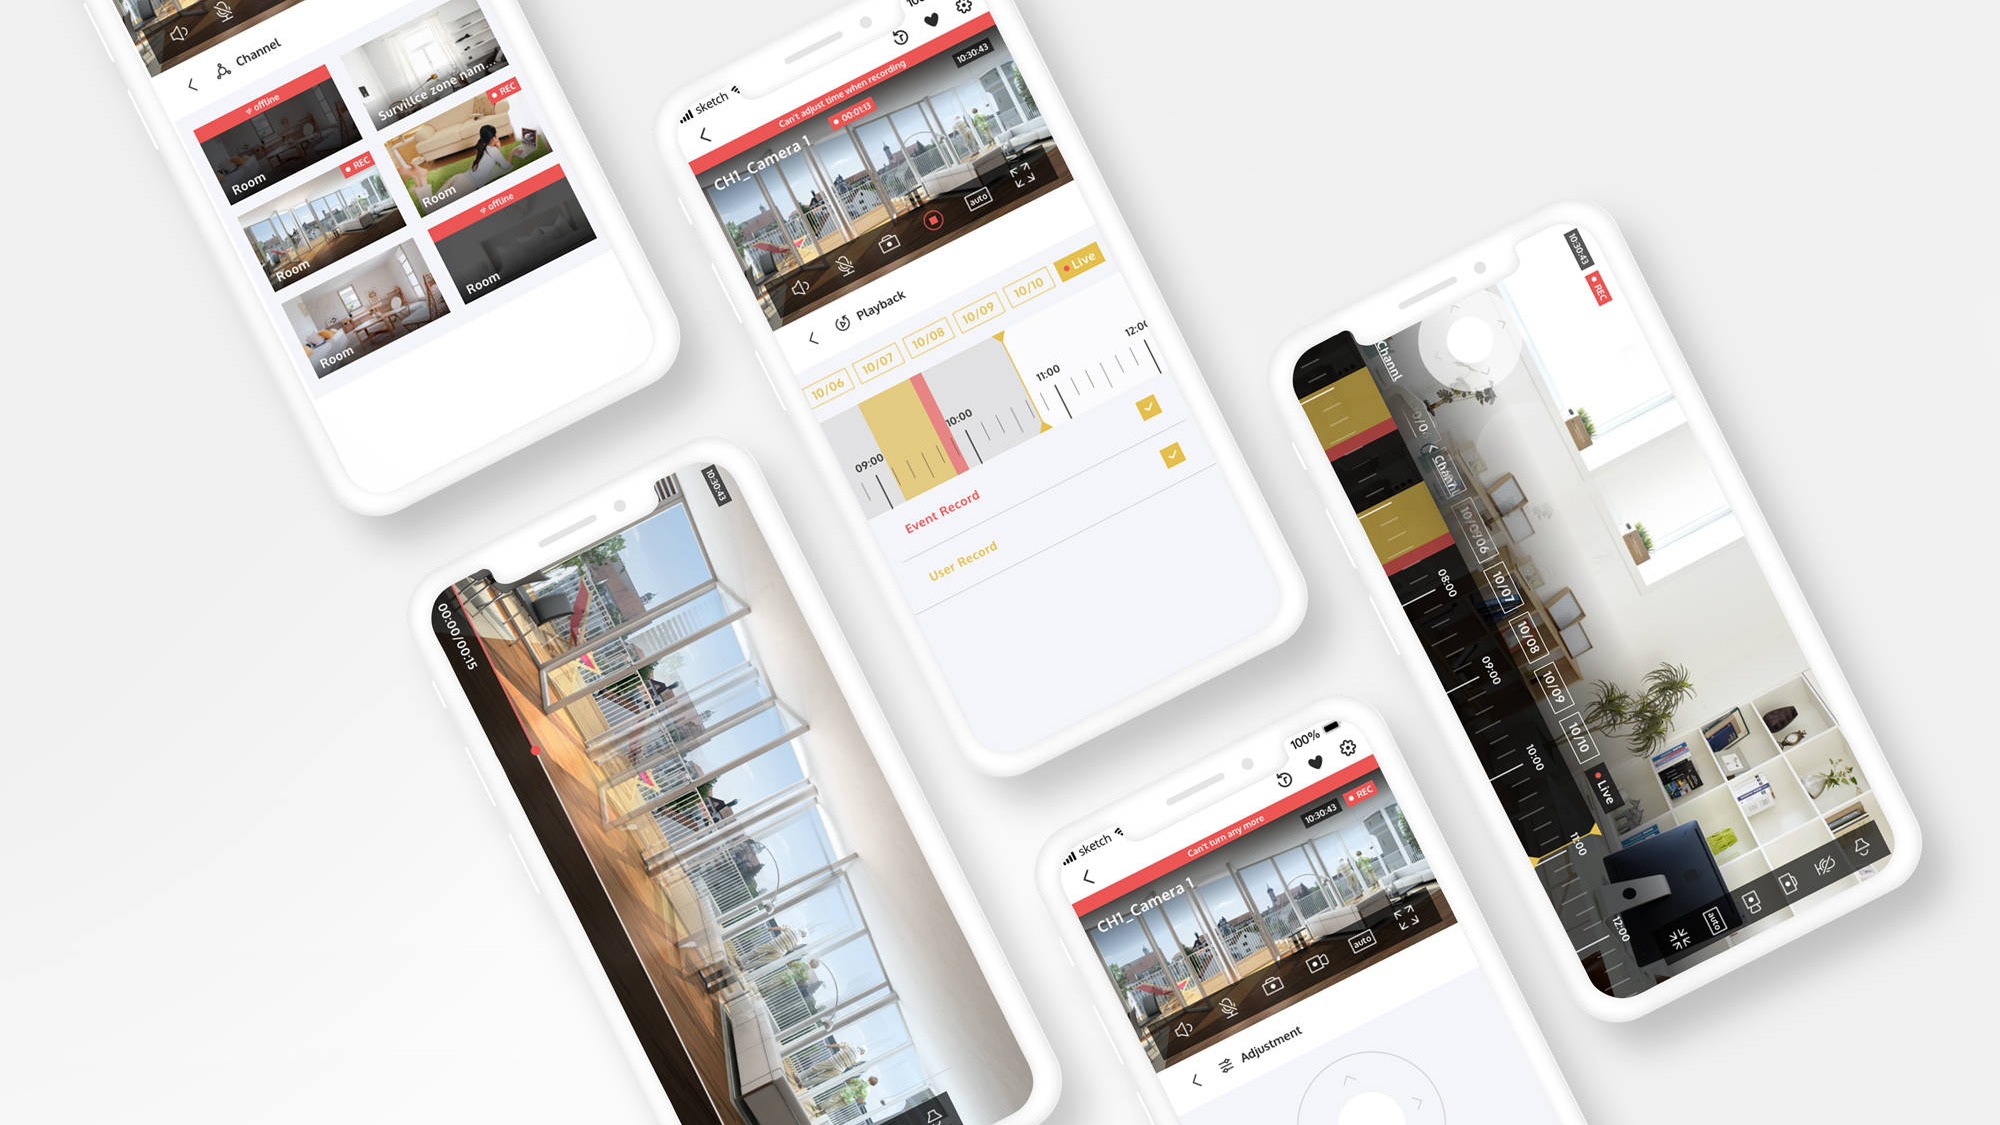 Channel
offline
Room
Survillce zone nam...
REC
Room
REC
Room
offline
Room
Room
sketch
Can't adjust time when recording
10:30:43
00:01:13
CH1_Camera 1
auto
Playback
10/06
10/07
10/08
10/09
10/10
Live
09:00
10:00
11:00
12:0
Event Record
User Record
10:30:43
00:00/00:15
sketch
100%
Can't turn any more
10:30:43
REC
CH1_Camera 1
auto
Adjustment
10:30:43
REC
Channl
Channl
10/07
10/08
10/09
10/10
Live
08:00
09:00
10:00
11:00
12:00
auto